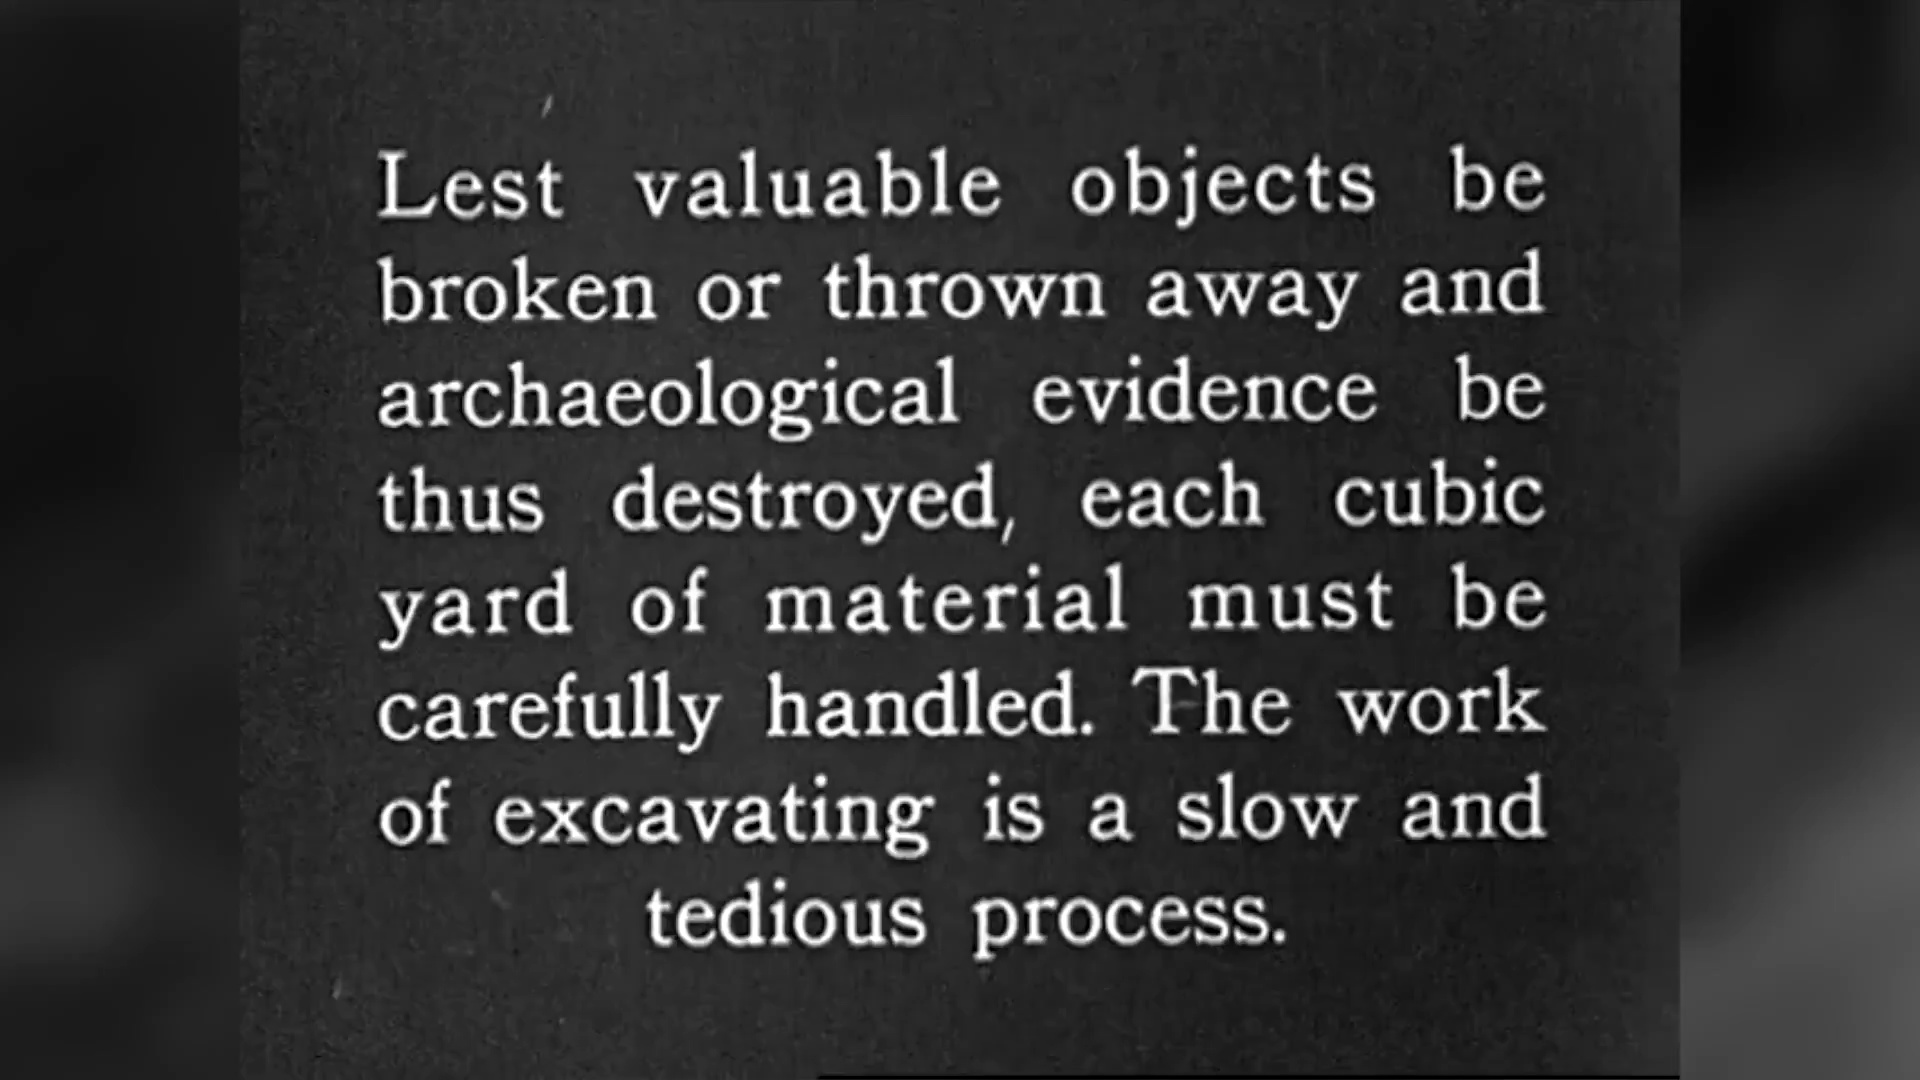 Lest valuable objects be
broken or thrown away and
archaeological evidence be
thus destroyed, each cubic
yard of material must be
carefully handled. The work
of excavating is a slow and
tedious process.